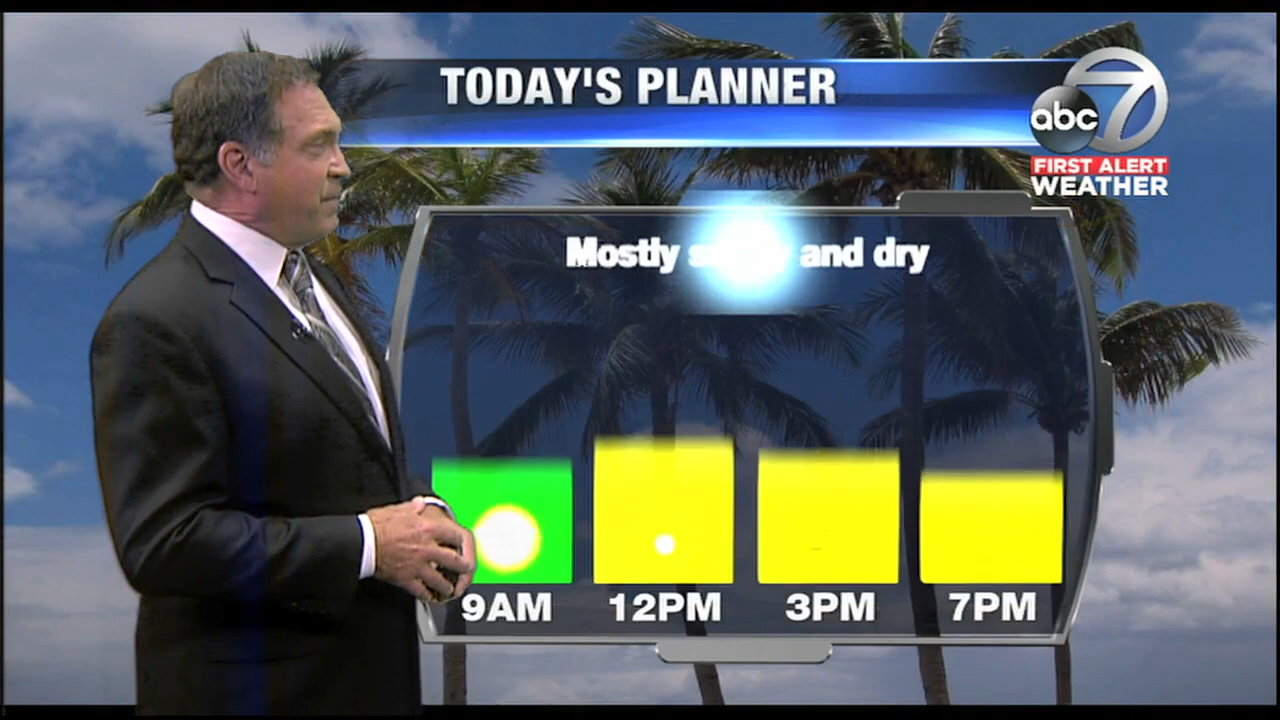 TODAY'S PLANNER
abc 7
FIRST ALERT
WEATHER
Mostly and dry
9AM 12PM 3PM 7PM